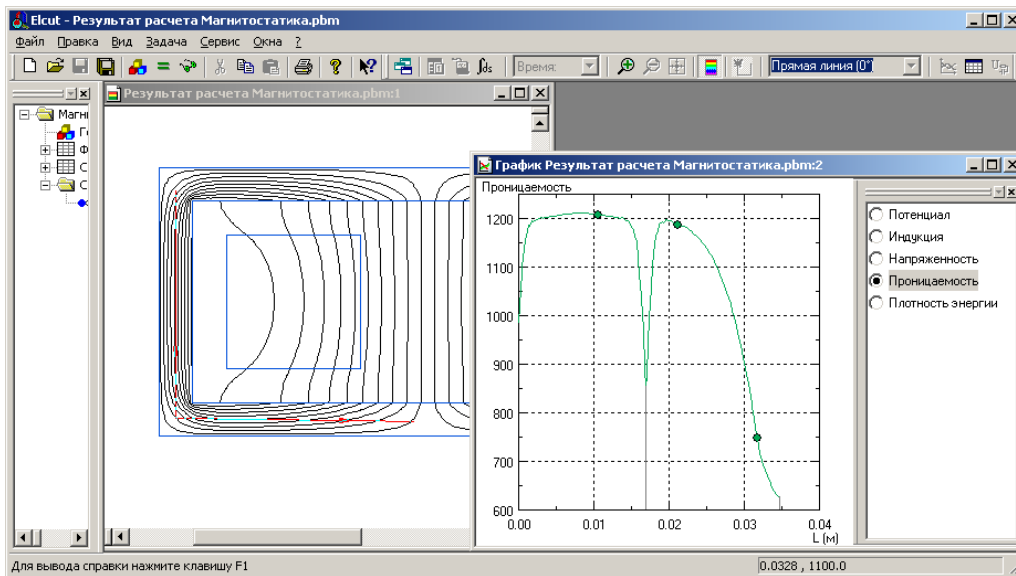 Elcut - Результат расчета Магнитостатика.pbm
Файл Правка Вид Задача Сервис Окна ?
Время: Прямая линия (0°)
Результат расчета Магнитостатика.pbm:1
Магни
Г
Ф
С
С
График Результат расчета Магнитостатика.pbm:2
Проницаемость
1200
1100
1000
900
800
700
600
0.00 0.01 0.02 0.03 0.04
L (м)
Потенциал
Индукция
Напряженность
Проницаемость
Плотность энергии
Для вывода справки нажмите клавишу F1
0.0328 , 1100.0